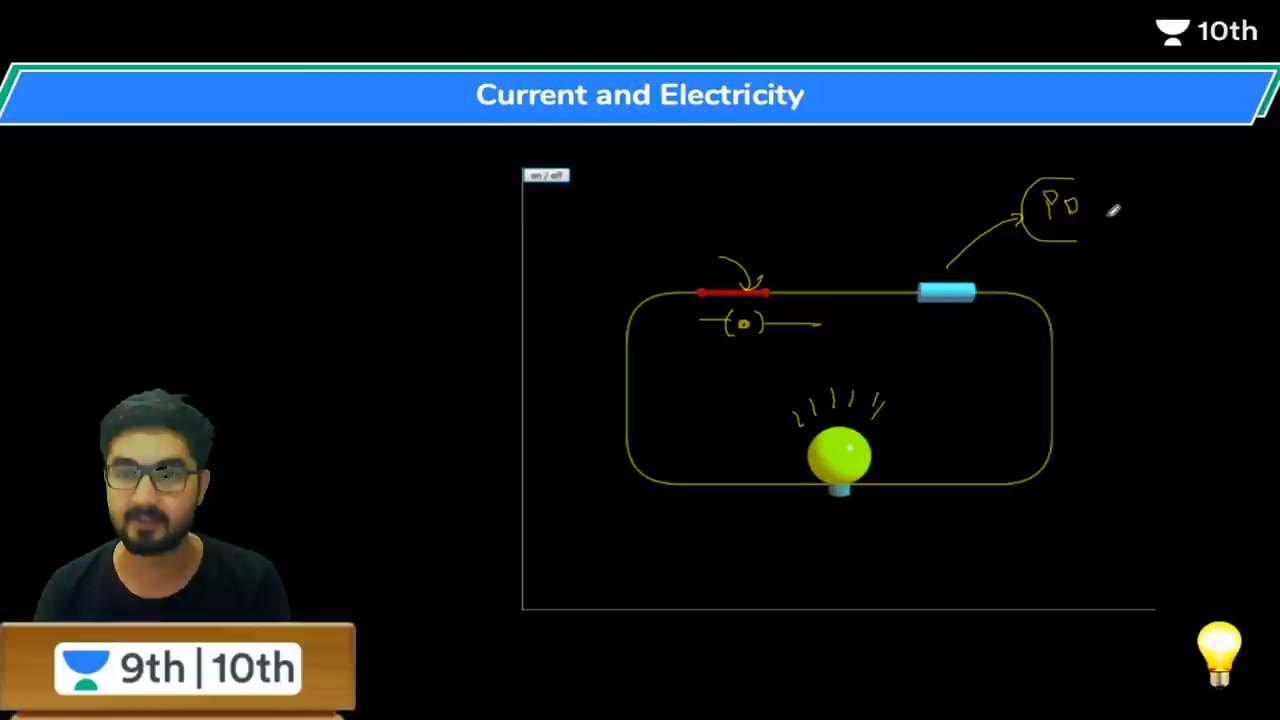 10th
Current and Electricity
on / off
PD
9th | 10th